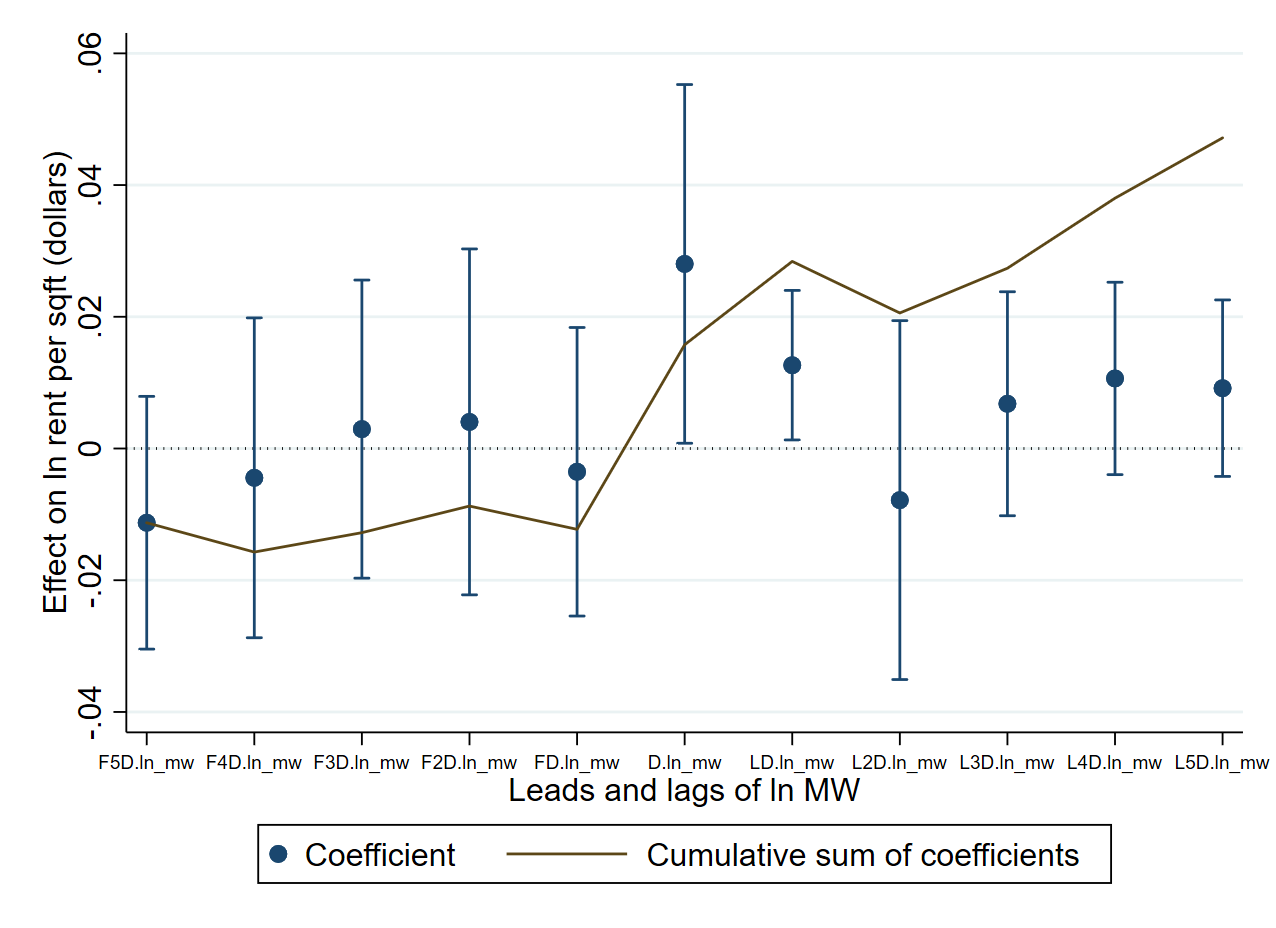 Effect on ln rent per sqft (dollars)
.06
.04
.02
0
-.02
-.04
F5D.ln_mw F4D.ln_mw F3D.ln_mw F2D.ln_mw FD.ln_mw D.ln_mw LD.ln_mw L2D.ln_mw L3D.ln_mw L4D.ln_mw L5D.ln_mw
Leads and lags of ln MW
Coefficient Cumulative sum of coefficients